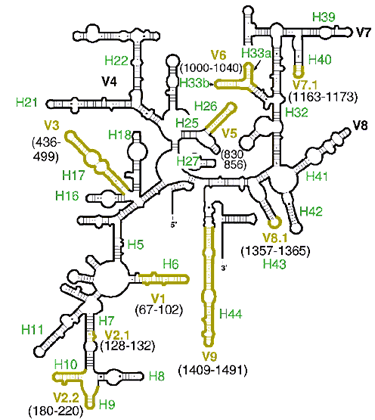 H39
V7
V6
H33a
(1000-1040)
H22
H40
V4
H33b
V7.1
(1163-1173)
H21
H26
H32
V3
H25
V8
(436-
499)
H18
V5
(830
856)
H27
H17
H41
H16
5'
H42
V8.1
(1357-1365)
H5
H43
3'
H6
V1
(67-102)
H44
H7
V2.1
(128-132)
H11
V9
(1409-1491)
H10
H8
V2.2
H9
(180-220)